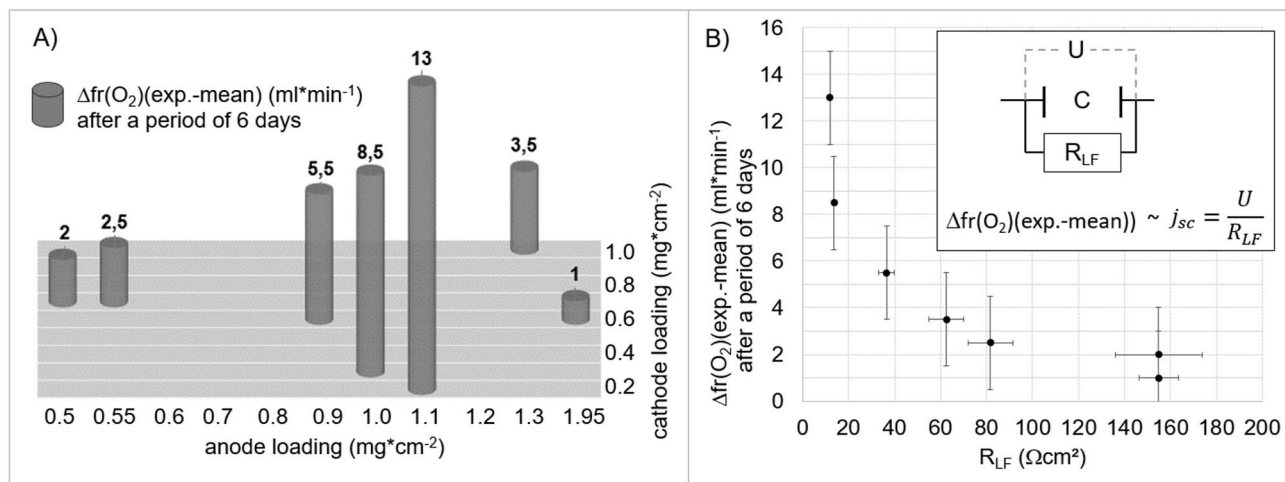 A)
Δfr(O₂)(exp.-mean) (ml*min⁻¹)
after a period of 6 days
2
2,5
5,5
8,5
13
3,5
1
1.0
0.8
0.6
0.4
0.2
cathode loading (mg*cm⁻²)
0.5 0.55 0.6 0.7 0.8 0.9 1.0 1.1 1.2 1.3 1.95
anode loading (mg*cm⁻²)
B)
Δfr(O₂)(exp.-mean) (ml*min⁻¹)
after a period of 6 days
16
14
12
10
8
6
4
2
0
U
C
R_LF
Δfr(O₂)(exp.-mean)) ~ j_sc = U/R_LF
0 20 40 60 80 100 120 140 160 180 200
R_LF (Ωcm²)